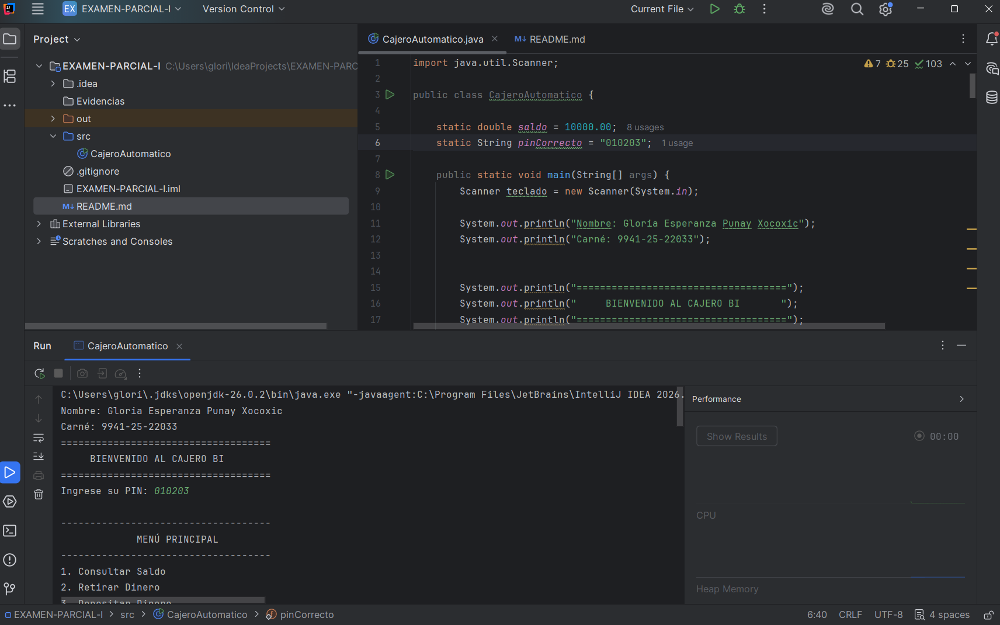 EX EXAMEN-PARCIAL-I Version Control Current File
Project
EXAMEN-PARCIAL-I C:\Users\glori\IdeaProjects\EXAMEN-PARC
.idea
Evidencias
out
src
CajeroAutomatico
.gitignore
EXAMEN-PARCIAL-I.iml
M↓ README.md
External Libraries
Scratches and Consoles
CajeroAutomatico.java M↓ README.md
7 25 103
1 import java.util.Scanner;
2
3 public class CajeroAutomatico {
4
5 static double saldo = 10000.00; 8 usages
6 static String pinCorrecto = "010203"; 1 usage
7
8 public static void main(String[] args) {
9 Scanner teclado = new Scanner(System.in);
10
11 System.out.println("Nombre: Gloria Esperanza Punay Xocoxic");
12 System.out.println("Carné: 9941-25-22033");
13
14
15 System.out.println("====================================");
16 System.out.println("     BIENVENIDO AL CAJERO BI       ");
17 System.out.println("====================================");
Run CajeroAutomatico
C:\Users\glori\.jdks\openjdk-26.0.2\bin\java.exe "-javaagent:C:\Program Files\JetBrains\IntelliJ IDEA 2026.
Nombre: Gloria Esperanza Punay Xocoxic
Carné: 9941-25-22033
====================================
BIENVENIDO AL CAJERO BI
====================================
Ingrese su PIN: 010203
------------------------------------
MENÚ PRINCIPAL
------------------------------------
1. Consultar Saldo
2. Retirar Dinero
3. Depositar Dinero
Performance
Show Results 00:00
CPU
Heap Memory
EXAMEN-PARCIAL-I > src > CajeroAutomatico > pinCorrecto 6:40 CRLF UTF-8 4 spaces